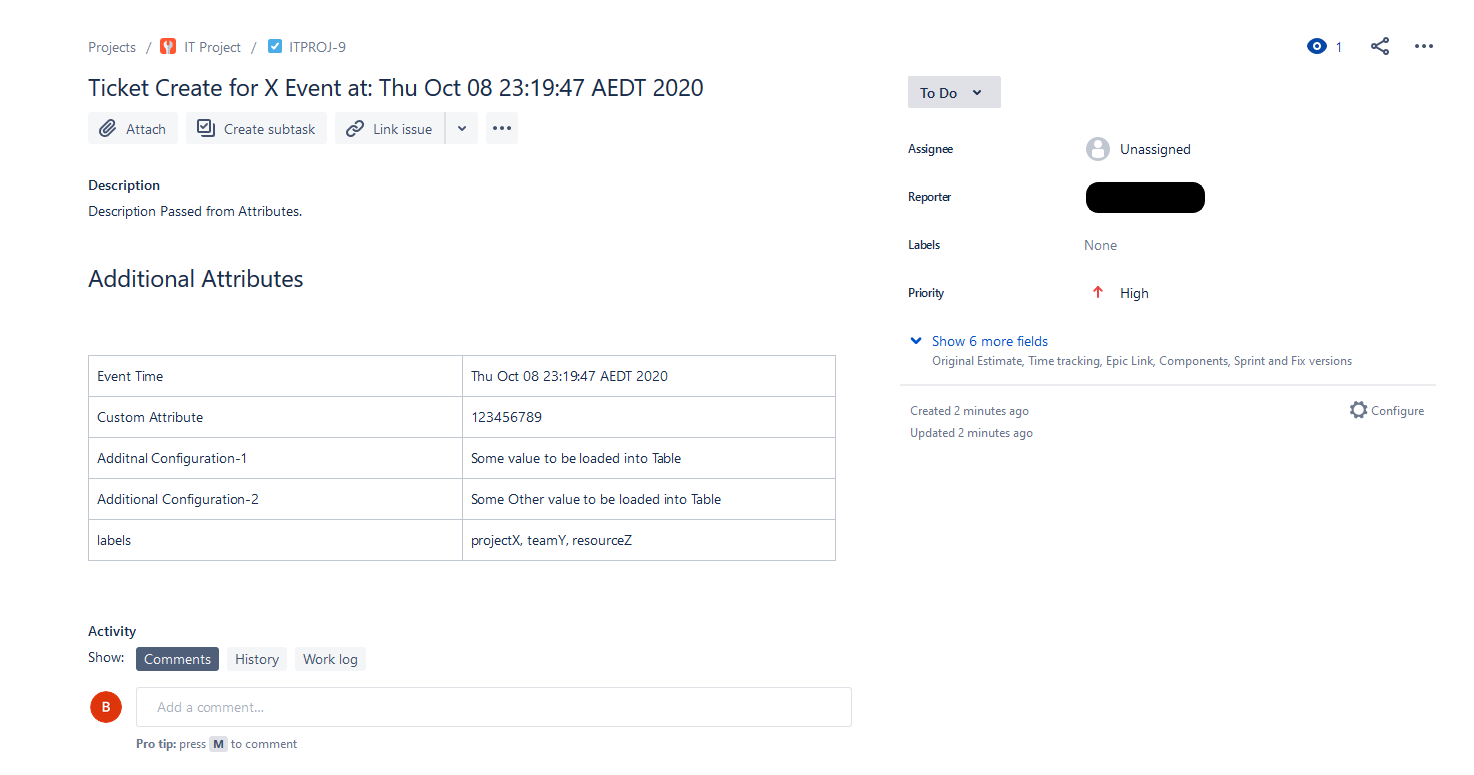 Projects / IT Project / ITPROJ-9
1
Ticket Create for X Event at: Thu Oct 08 23:19:47 AEDT 2020
Attach Create subtask Link issue
Description
Description Passed from Attributes.
Additional Attributes
Event Time Thu Oct 08 23:19:47 AEDT 2020
Custom Attribute 123456789
Additnal Configuration-1 Some value to be loaded into Table
Additional Configuration-2 Some Other value to be loaded into Table
labels projectX, teamY, resourceZ
Activity
Show: Comments History Work log
B Add a comment...
Pro tip: press M to comment
To Do
Assignee Unassigned
Reporter
Labels None
Priority High
Show 6 more fields
Original Estimate, Time tracking, Epic Link, Components, Sprint and Fix versions
Created 2 minutes ago Configure
Updated 2 minutes ago